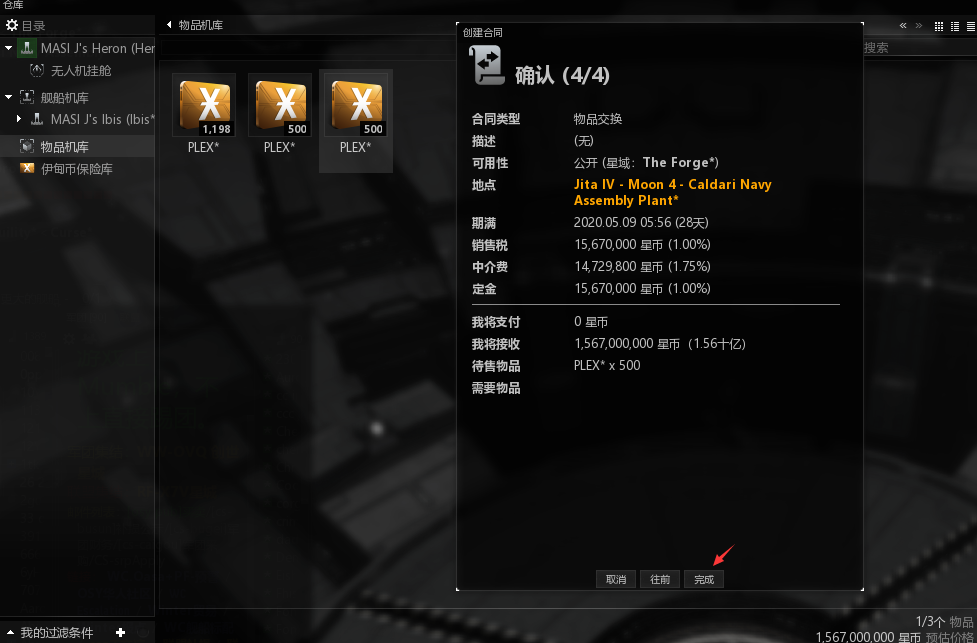 仓库
目录
MASI J's Heron (Her
无人机挂舱
舰船机库
MASI J's Ibis (Ibis*
物品机库
伊甸币保险库
我的过滤条件
物品机库
1,198
PLEX*
500
PLEX*
500
PLEX*
搜索
创建合同
确认 (4/4)
合同类型 物品交换
描述 (无)
可用性 公开 (星域: The Forge*)
地点 Jita IV - Moon 4 - Caldari Navy
Assembly Plant*
期满 2020.05.09 05:56 (28天)
销售税 15,670,000 星币 (1.00%)
中介费 14,729,800 星币 (1.75%)
定金 15,670,000 星币 (1.00%)
我将支付 0 星币
我将接收 1,567,000,000 星币 (1.56十亿)
待售物品 PLEX* x 500
需要物品
取消 往前 完成
1/3个 物品
1,567,000,000 星币 预估价格